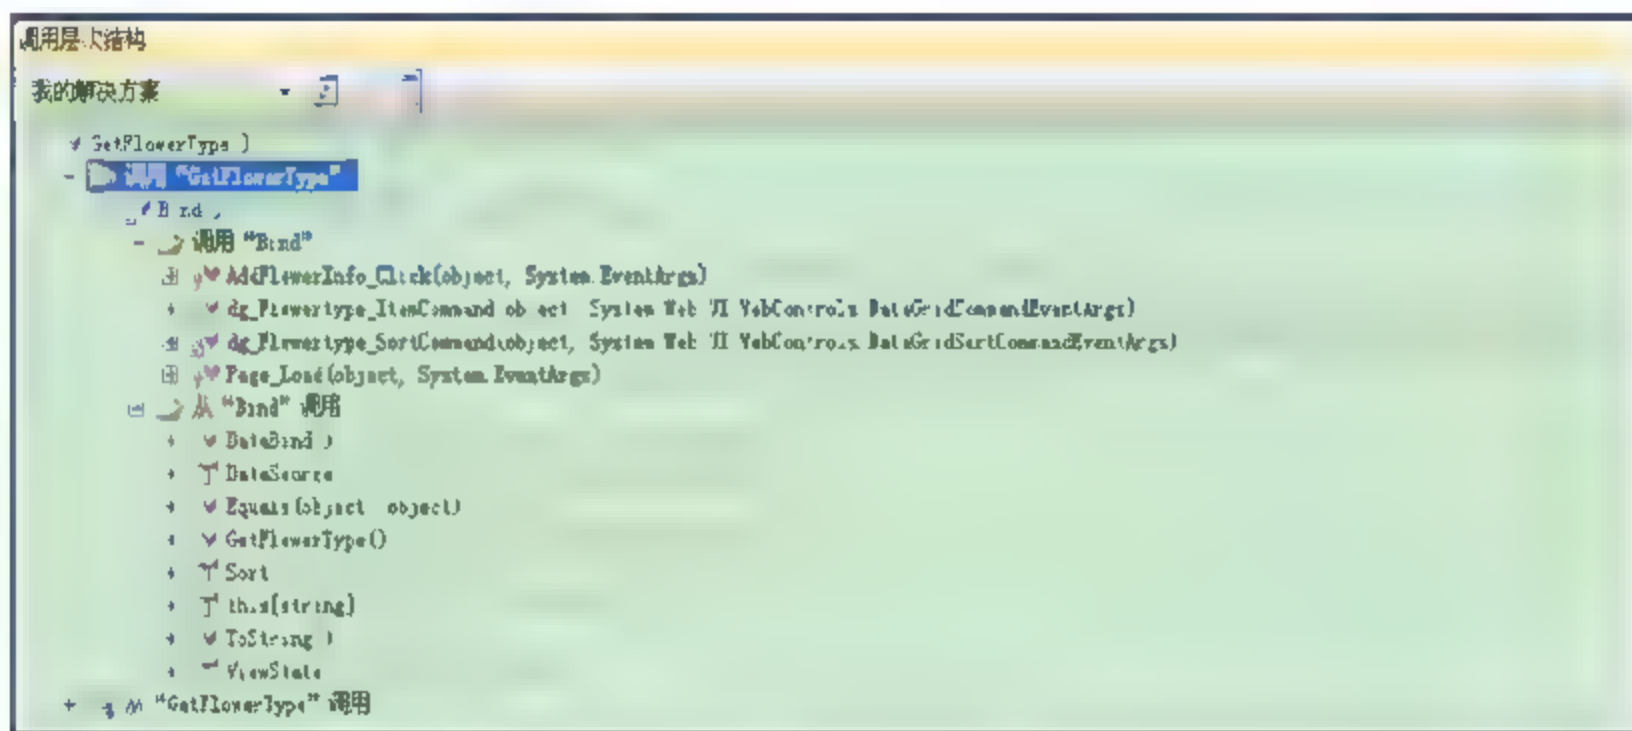 调用层次结构
我的解决方案
GetFlowerType()
调用 "GetFlowerType"
Bind()
调用 "Bind"
AddFlowerInfo_Click(object, System.EventArgs)
dg_Flowertype_ItemCommand(object, System.Web.UI.WebControls.DataGridCommandEventArgs)
dg_Flowertype_SortCommand(object, System.Web.UI.WebControls.DataGridSortCommandEventArgs)
Page_Load(object, System.EventArgs)
从 "Bind" 调用
DataBind()
DataSource
Equals(object, object)
GetFlowerType()
Sort
this[string]
ToString()
ViewState
从 "GetFlowerType" 调用